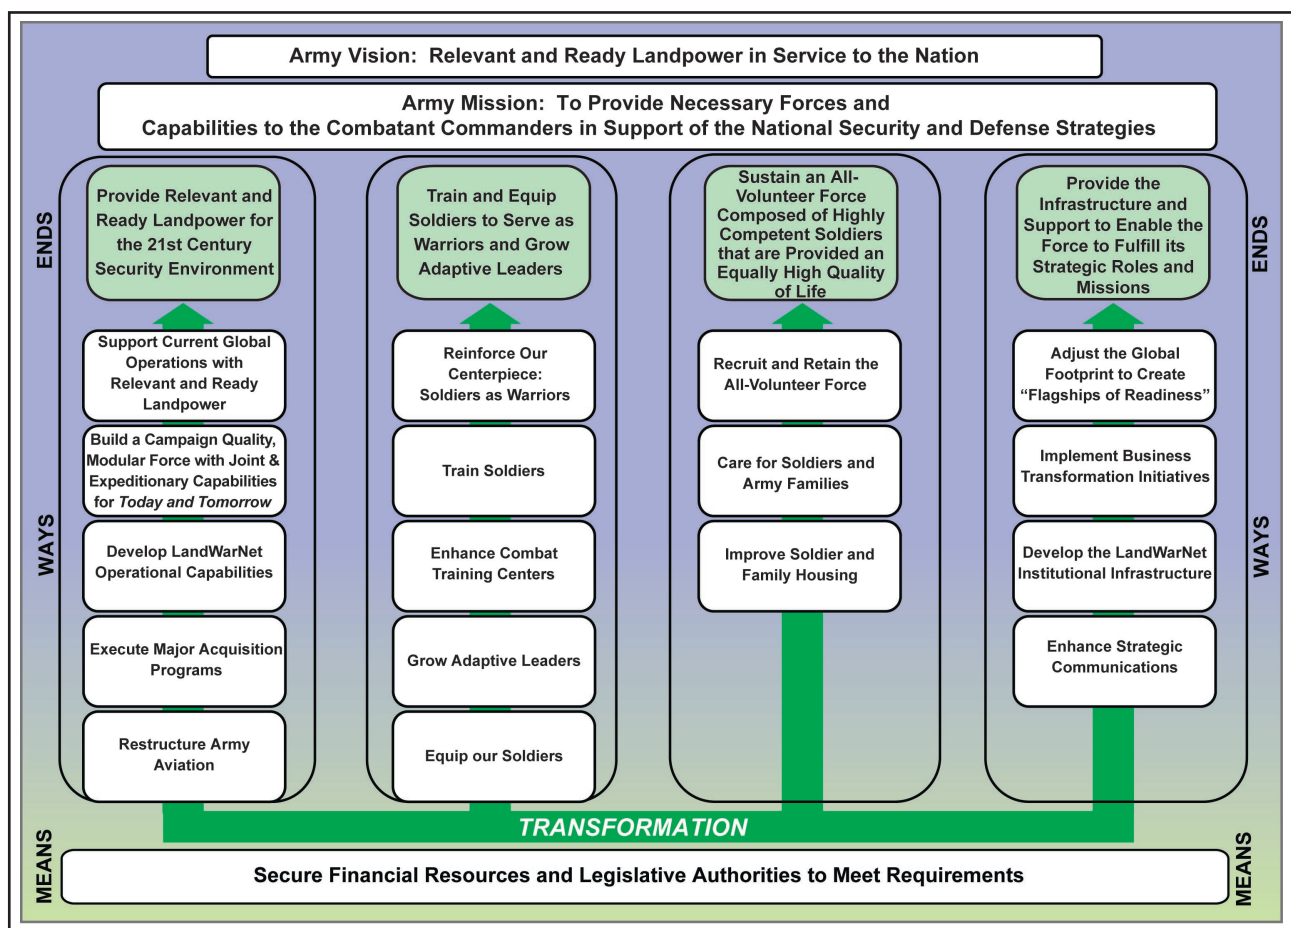 Army Vision:  Relevant and Ready Landpower in Service to the Nation
Army Mission:  To Provide Necessary Forces and
Capabilities to the Combatant Commanders in Support of the National Security and Defense Strategies
ENDS
Provide Relevant and
Ready Landpower for
the 21st Century
Security Environment
Train and Equip
Soldiers to Serve as
Warriors and Grow
Adaptive Leaders
Sustain an All-
Volunteer Force
Composed of Highly
Competent Soldiers
that are Provided an
Equally High Quality
of Life
Provide the
Infrastructure and
Support to Enable the
Force to Fulfill its
Strategic Roles and
Missions
ENDS
WAYS
Support Current Global
Operations with
Relevant and Ready
Landpower
Build a Campaign Quality,
Modular Force with Joint &
Expeditionary Capabilities
for Today and Tomorrow
Develop LandWarNet
Operational Capabilities
Execute Major Acquisition
Programs
Restructure Army
Aviation
Reinforce Our
Centerpiece:
Soldiers as Warriors
Train Soldiers
Enhance Combat
Training Centers
Grow Adaptive Leaders
Equip our Soldiers
Recruit and Retain the
All-Volunteer Force
Care for Soldiers and
Army Families
Improve Soldier and
Family Housing
Adjust the Global
Footprint to Create
“Flagships of Readiness”
Implement Business
Transformation Initiatives
Develop the LandWarNet
Institutional Infrastructure
Enhance Strategic
Communications
WAYS
TRANSFORMATION
MEANS
Secure Financial Resources and Legislative Authorities to Meet Requirements
MEANS